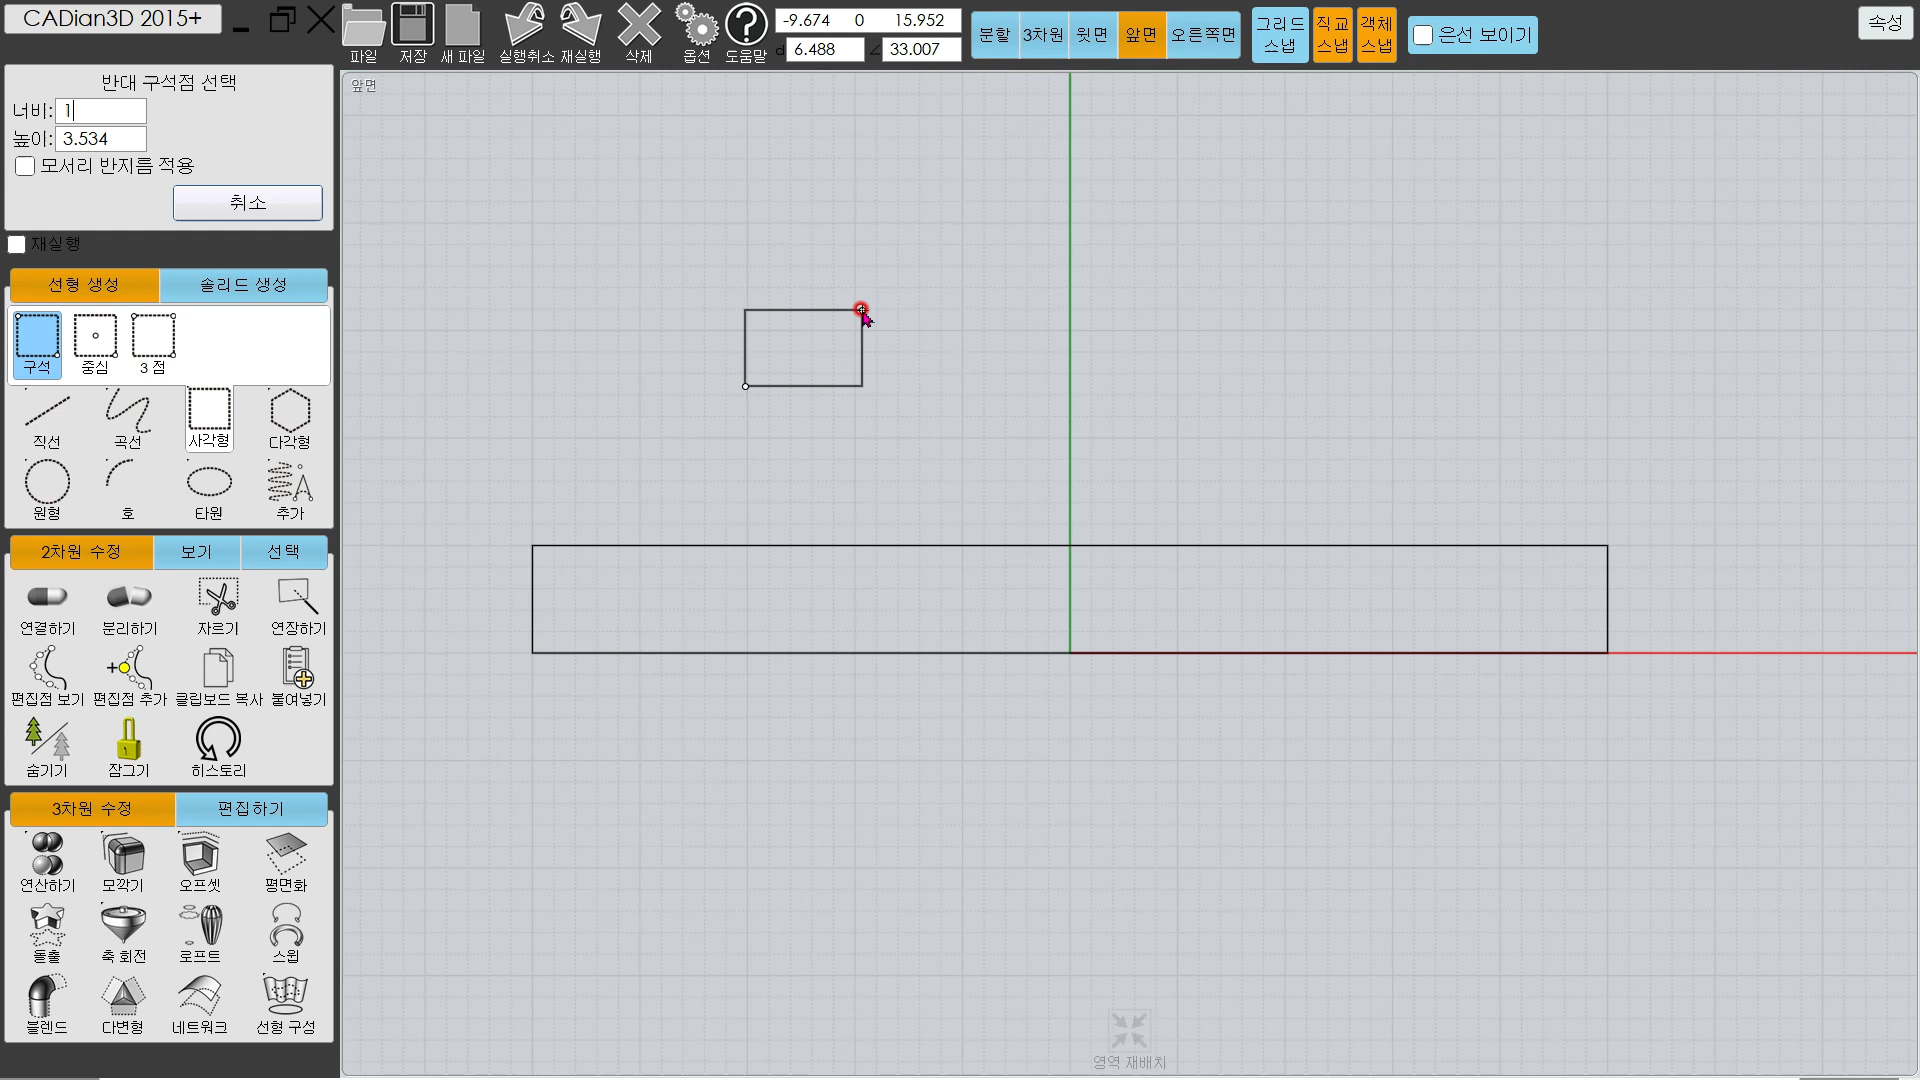 CADian3D 2015+
파일
저장
새 파일
실행취소
재실행
삭제
옵션
도움말
-9.674 0 15.952
d 6.488 ∠ 33.007
분할
3차원
윗면
앞면
오른쪽면
그리드 스냅
직교 스냅
객체 스냅
은선 보이기
속성
반대 구석점 선택
너비: 1
높이: 3.534
모서리 반지름 적용
취소
재실행
선형 생성
솔리드 생성
구석
중심
3 점
직선
곡선
사각형
다각형
원형
호
타원
추가
2차원 수정
보기
선택
연결하기
분리하기
자르기
연장하기
편집점 보기
편집점 추가
클립보드 복사
붙여넣기
숨기기
잠그기
히스토리
3차원 수정
편집하기
연산하기
모깍기
오프셋
평면화
돌출
축 회전
로프트
스윕
블렌드
다변형
네트워크
선형 구성
앞면
영역 재배치